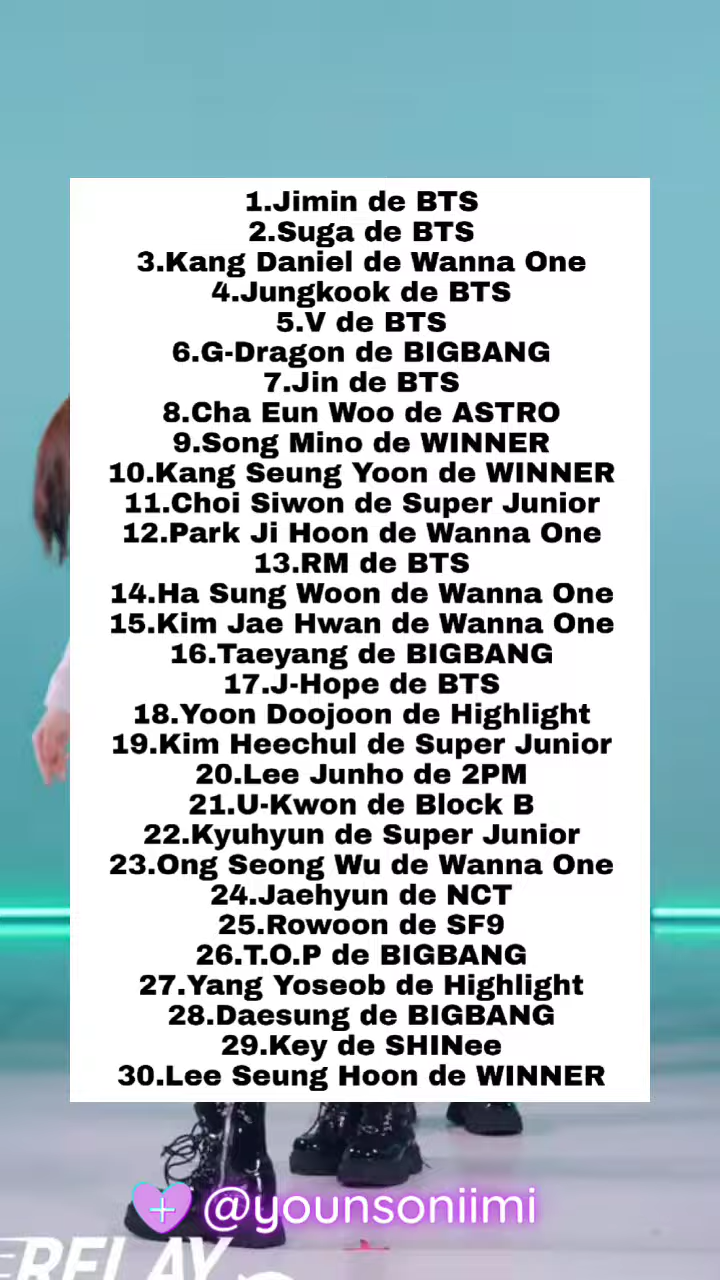 1.Jimin de BTS
2.Suga de BTS
3.Kang Daniel de Wanna One
4.Jungkook de BTS
5.V de BTS
6.G-Dragon de BIGBANG
7.Jin de BTS
8.Cha Eun Woo de ASTRO
9.Song Mino de WINNER
10.Kang Seung Yoon de WINNER
11.Choi Siwon de Super Junior
12.Park Ji Hoon de Wanna One
13.RM de BTS
14.Ha Sung Woon de Wanna One
15.Kim Jae Hwan de Wanna One
16.Taeyang de BIGBANG
17.J-Hope de BTS
18.Yoon Doojoon de Highlight
19.Kim Heechul de Super Junior
20.Lee Junho de 2PM
21.U-Kwon de Block B
22.Kyuhyun de Super Junior
23.Ong Seong Wu de Wanna One
24.Jaehyun de NCT
25.Rowoon de SF9
26.T.O.P de BIGBANG
27.Yang Yoseob de Highlight
28.Daesung de BIGBANG
29.Key de SHINee
30.Lee Seung Hoon de WINNER
@younsoniimi
RELAY